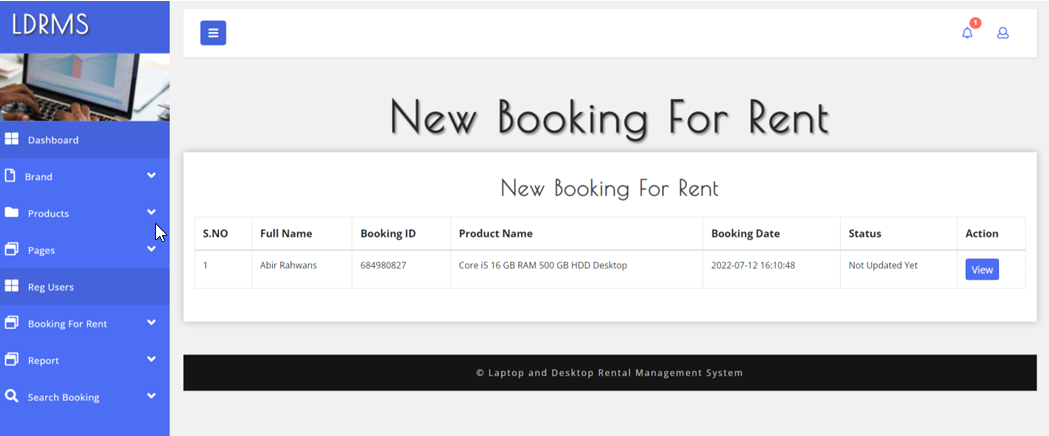 LDRMS
1
Dashboard
Brand
Products
Pages
Reg Users
Booking For Rent
Report
Search Booking
New Booking For Rent
New Booking For Rent
S.NO Full Name Booking ID Product Name Booking Date Status Action
1 Abir Rahwans 684980827 Core i5 16 GB RAM 500 GB HDD Desktop 2022-07-12 16:10:48 Not Updated Yet View
© Laptop and Desktop Rental Management System